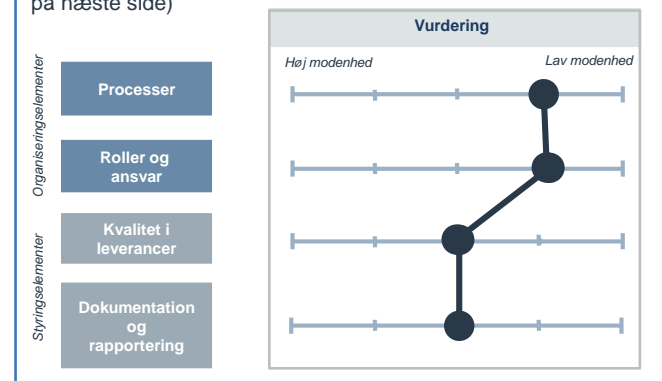 på næste side)
Vurdering
Høj modenhed
Lav modenhed
Organiseringselementer
Processer
Roller og
ansvar
Styringselementer
Kvalitet i
leverancer
Dokumentation
og
rapportering